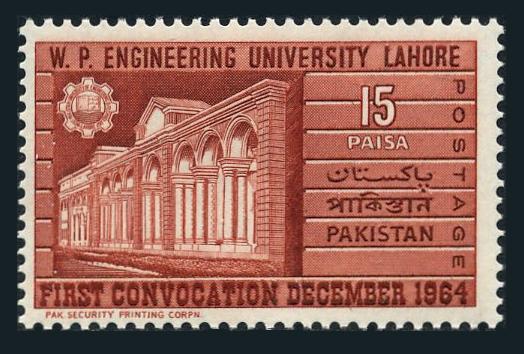 W. P. ENGINEERING UNIVERSITY LAHORE
15
PAISA
POSTAGE
پاکستان
পাকিস্তান
PAKISTAN
FIRST CONVOCATION DECEMBER 1964
PAK SECURITY PRINTING CORPN.